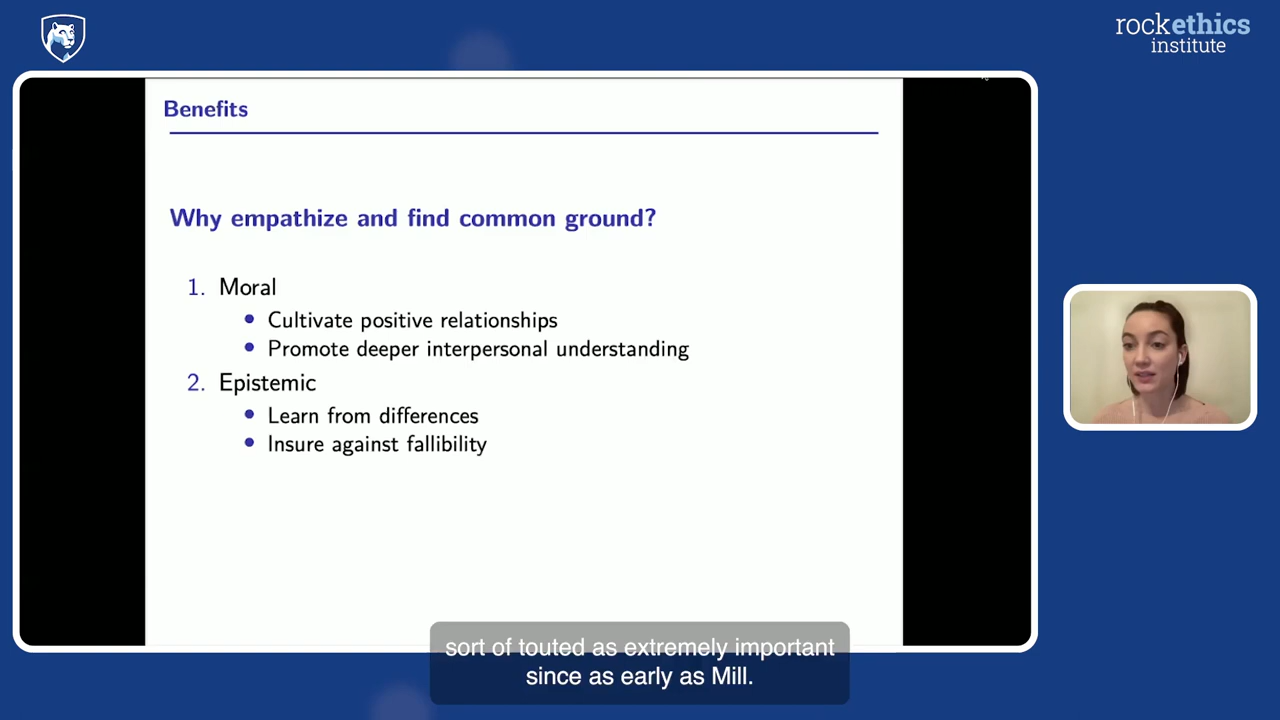 rockethics
institute
Benefits
Why empathize and find common ground?
1. Moral
• Cultivate positive relationships
• Promote deeper interpersonal understanding
2. Epistemic
• Learn from differences
• Insure against fallibility
sort of touted as extremely important
since as early as Mill.